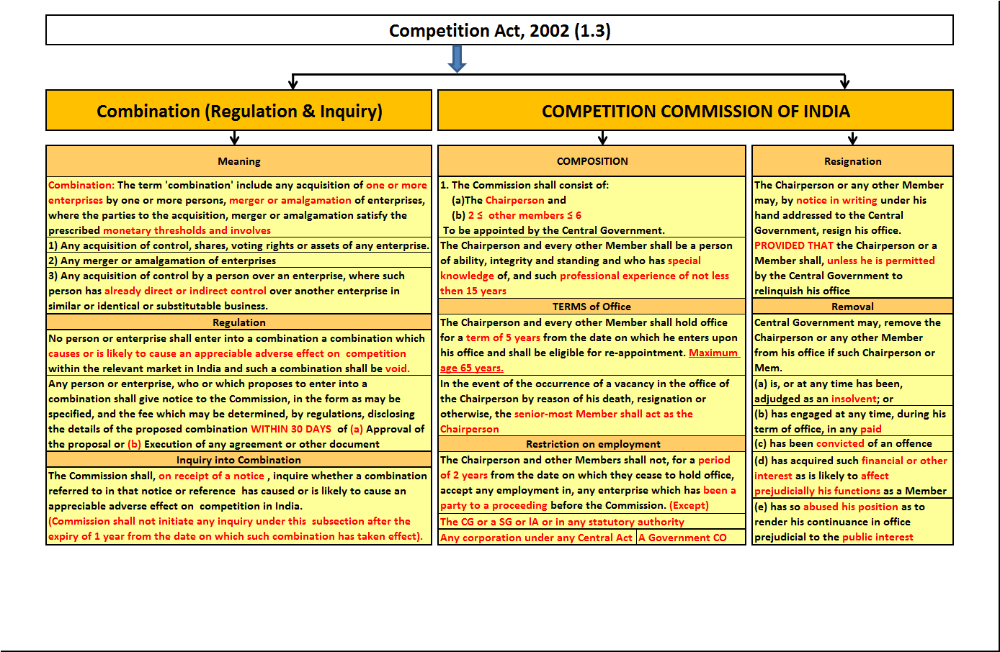 Competition Act, 2002 (1.3)
Combination (Regulation & Inquiry)
COMPETITION COMMISSION OF INDIA
Meaning
Combination: The term 'combination' include any acquisition of one or more
enterprises by one or more persons, merger or amalgamation of enterprises,
where the parties to the acquisition, merger or amalgamation satisfy the
prescribed monetary thresholds and involves
1) Any acquisition of control, shares, voting rights or assets of any enterprise.
2) Any merger or amalgamation of enterprises
3) Any acquisition of control by a person over an enterprise, where such
person has already direct or indirect control over another enterprise in
similar or identical or substitutable business.
Regulation
No person or enterprise shall enter into a combination a combination which
causes or is likely to cause an appreciable adverse effect on  competition
within the relevant market in India and such a combination shall be void.
Any person or enterprise, who or which proposes to enter into a
combination shall give notice to the Commission, in the form as may be
specified, and the fee which may be determined, by regulations, disclosing
the details of the proposed combination WITHIN 30 DAYS  of (a) Approval of
the proposal or (b) Execution of any agreement or other document
Inquiry into Combination
The Commission shall, on receipt of a notice , inquire whether a combination
referred to in that notice or reference  has caused or is likely to cause an
appreciable adverse effect on  competition in India.
(Commission shall not initiate any inquiry under this  subsection after the
expiry of 1 year from the date on which such combination has taken effect).
COMPOSITION
1. The Commission shall consist of:
(a)The Chairperson and
(b) 2 ≤  other members ≤ 6
To be appointed by the Central Government.
The Chairperson and every other Member shall be a person
of ability, integrity and standing and who has special
knowledge of, and such professional experience of not less
then 15 years
TERMS of Office
The Chairperson and every other Member shall hold office
for a term of 5 years from the date on which he enters upon
his office and shall be eligible for re-appointment. Maximum
age 65 years.
In the event of the occurrence of a vacancy in the office of
the Chairperson by reason of his death, resignation or
otherwise, the senior-most Member shall act as the
Chairperson
Restriction on employment
The Chairperson and other Members shall not, for a period
of 2 years from the date on which they cease to hold office,
accept any employment in, any enterprise which has been a
party to a proceeding before the Commission. (Except)
The CG or a SG or lA or in any statutory authority
Any corporation under any Central Act
A Government CO
Resignation
The Chairperson or any other Member
may, by notice in writing under his
hand addressed to the Central
Government, resign his office.
PROVIDED THAT the Chairperson or a
Member shall, unless he is permitted
by the Central Government to
relinquish his office
Removal
Central Government may, remove the
Chairperson or any other Member
from his office if such Chairperson or
Mem.
(a) is, or at any time has been,
adjudged as an insolvent; or
(b) has engaged at any time, during his
term of office, in any paid
(c) has been convicted of an offence
(d) has acquired such financial or other
interest as is likely to affect
prejudicially his functions as a Member
(e) has so abused his position as to
render his continuance in office
prejudicial to the public interest